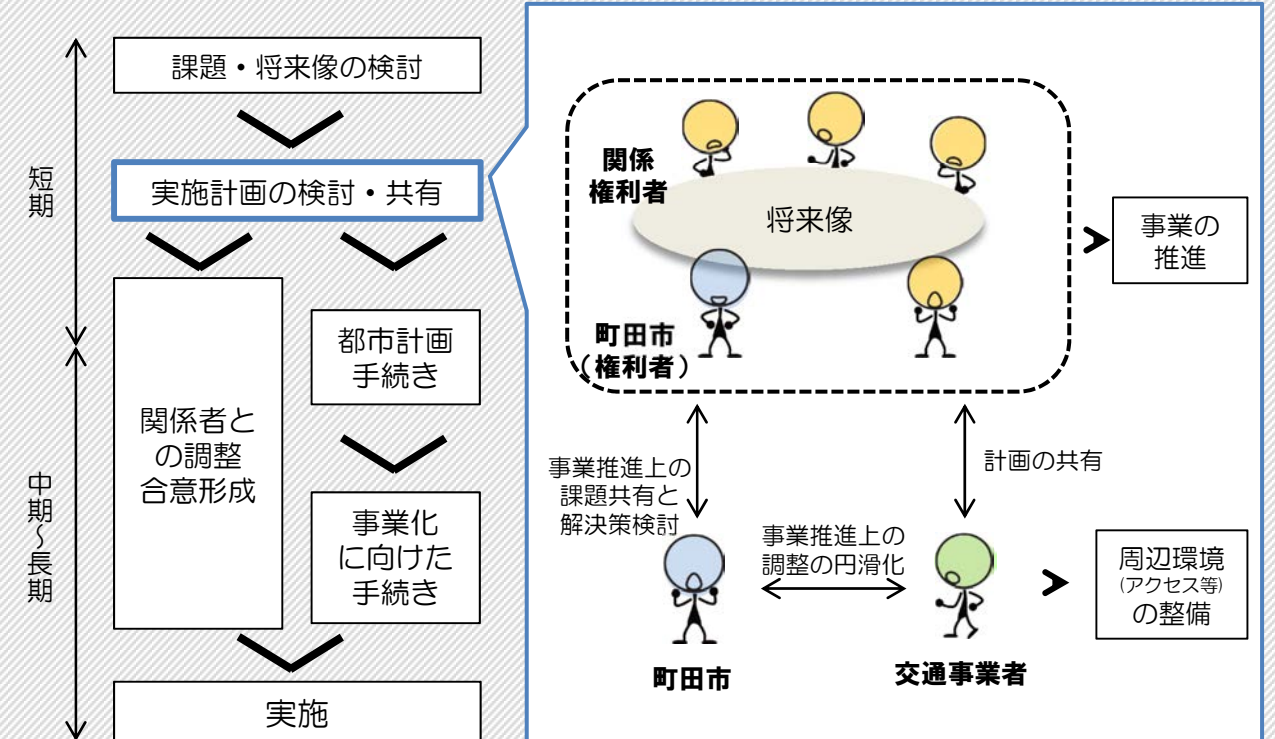 短期
中期～長期
課題・将来像の検討
実施計画の検討・共有
関係者と
の調整
合意形成
都市計画
手続き
事業化
に向けた
手続き
実施
関係
権利者
将来像
町田市
（権利者）
事業の
推進
事業推進上の
課題共有と
解決策検討
計画の共有
事業推進上の
調整の円滑化
町田市
交通事業者
周辺環境
(アクセス等)
の整備